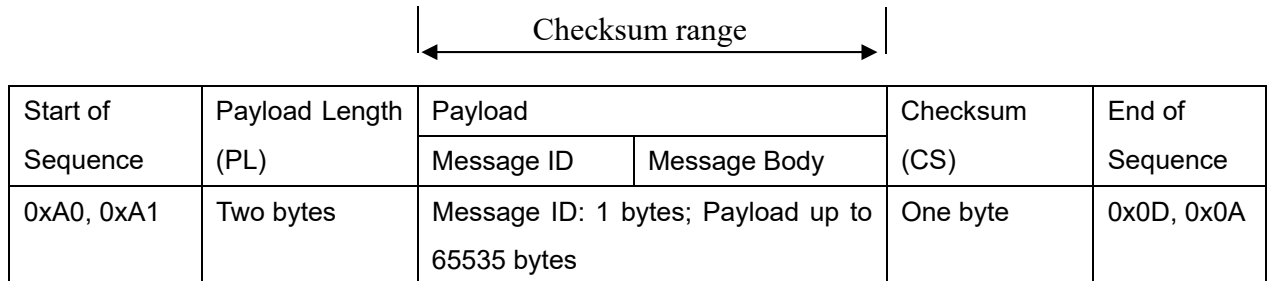 Checksum range
Start of Sequence
Payload Length (PL)
Payload
Message ID
Message Body
Checksum (CS)
End of Sequence
0xA0, 0xA1
Two bytes
Message ID: 1 bytes; Payload up to
65535 bytes
One byte
0x0D, 0x0A